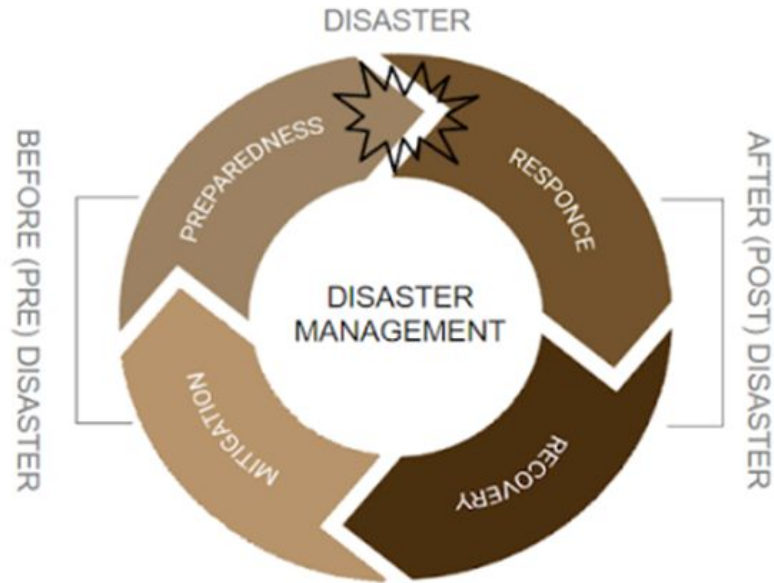 DISASTER
BEFORE (PRE) DISASTER
PREPAREDNESS
RESPONCE
AFTER (POST) DISASTER
DISASTER
MANAGEMENT
MITIGATION
RECOVERY